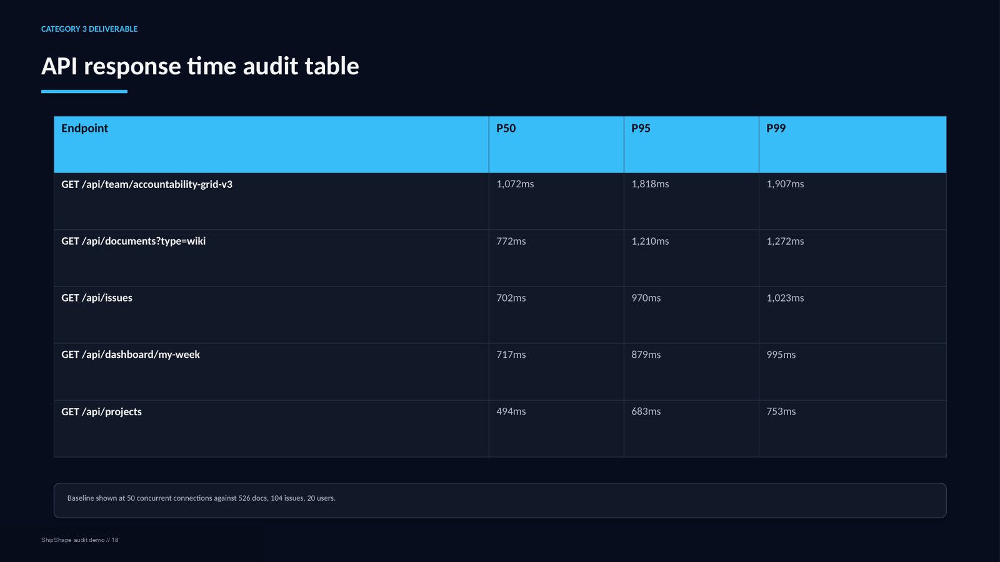 CATEGORY 3 DELIVERABLE
API response time audit table
Endpoint P50 P95 P99
GET /api/team/accountability-grid-v3 1,072ms 1,818ms 1,907ms
GET /api/documents?type=wiki 772ms 1,210ms 1,272ms
GET /api/issues 702ms 970ms 1,023ms
GET /api/dashboard/my-week 717ms 879ms 995ms
GET /api/projects 494ms 683ms 753ms
Baseline shown at 50 concurrent connections against 526 docs, 104 issues, 20 users.
ShipShape audit demo // 18